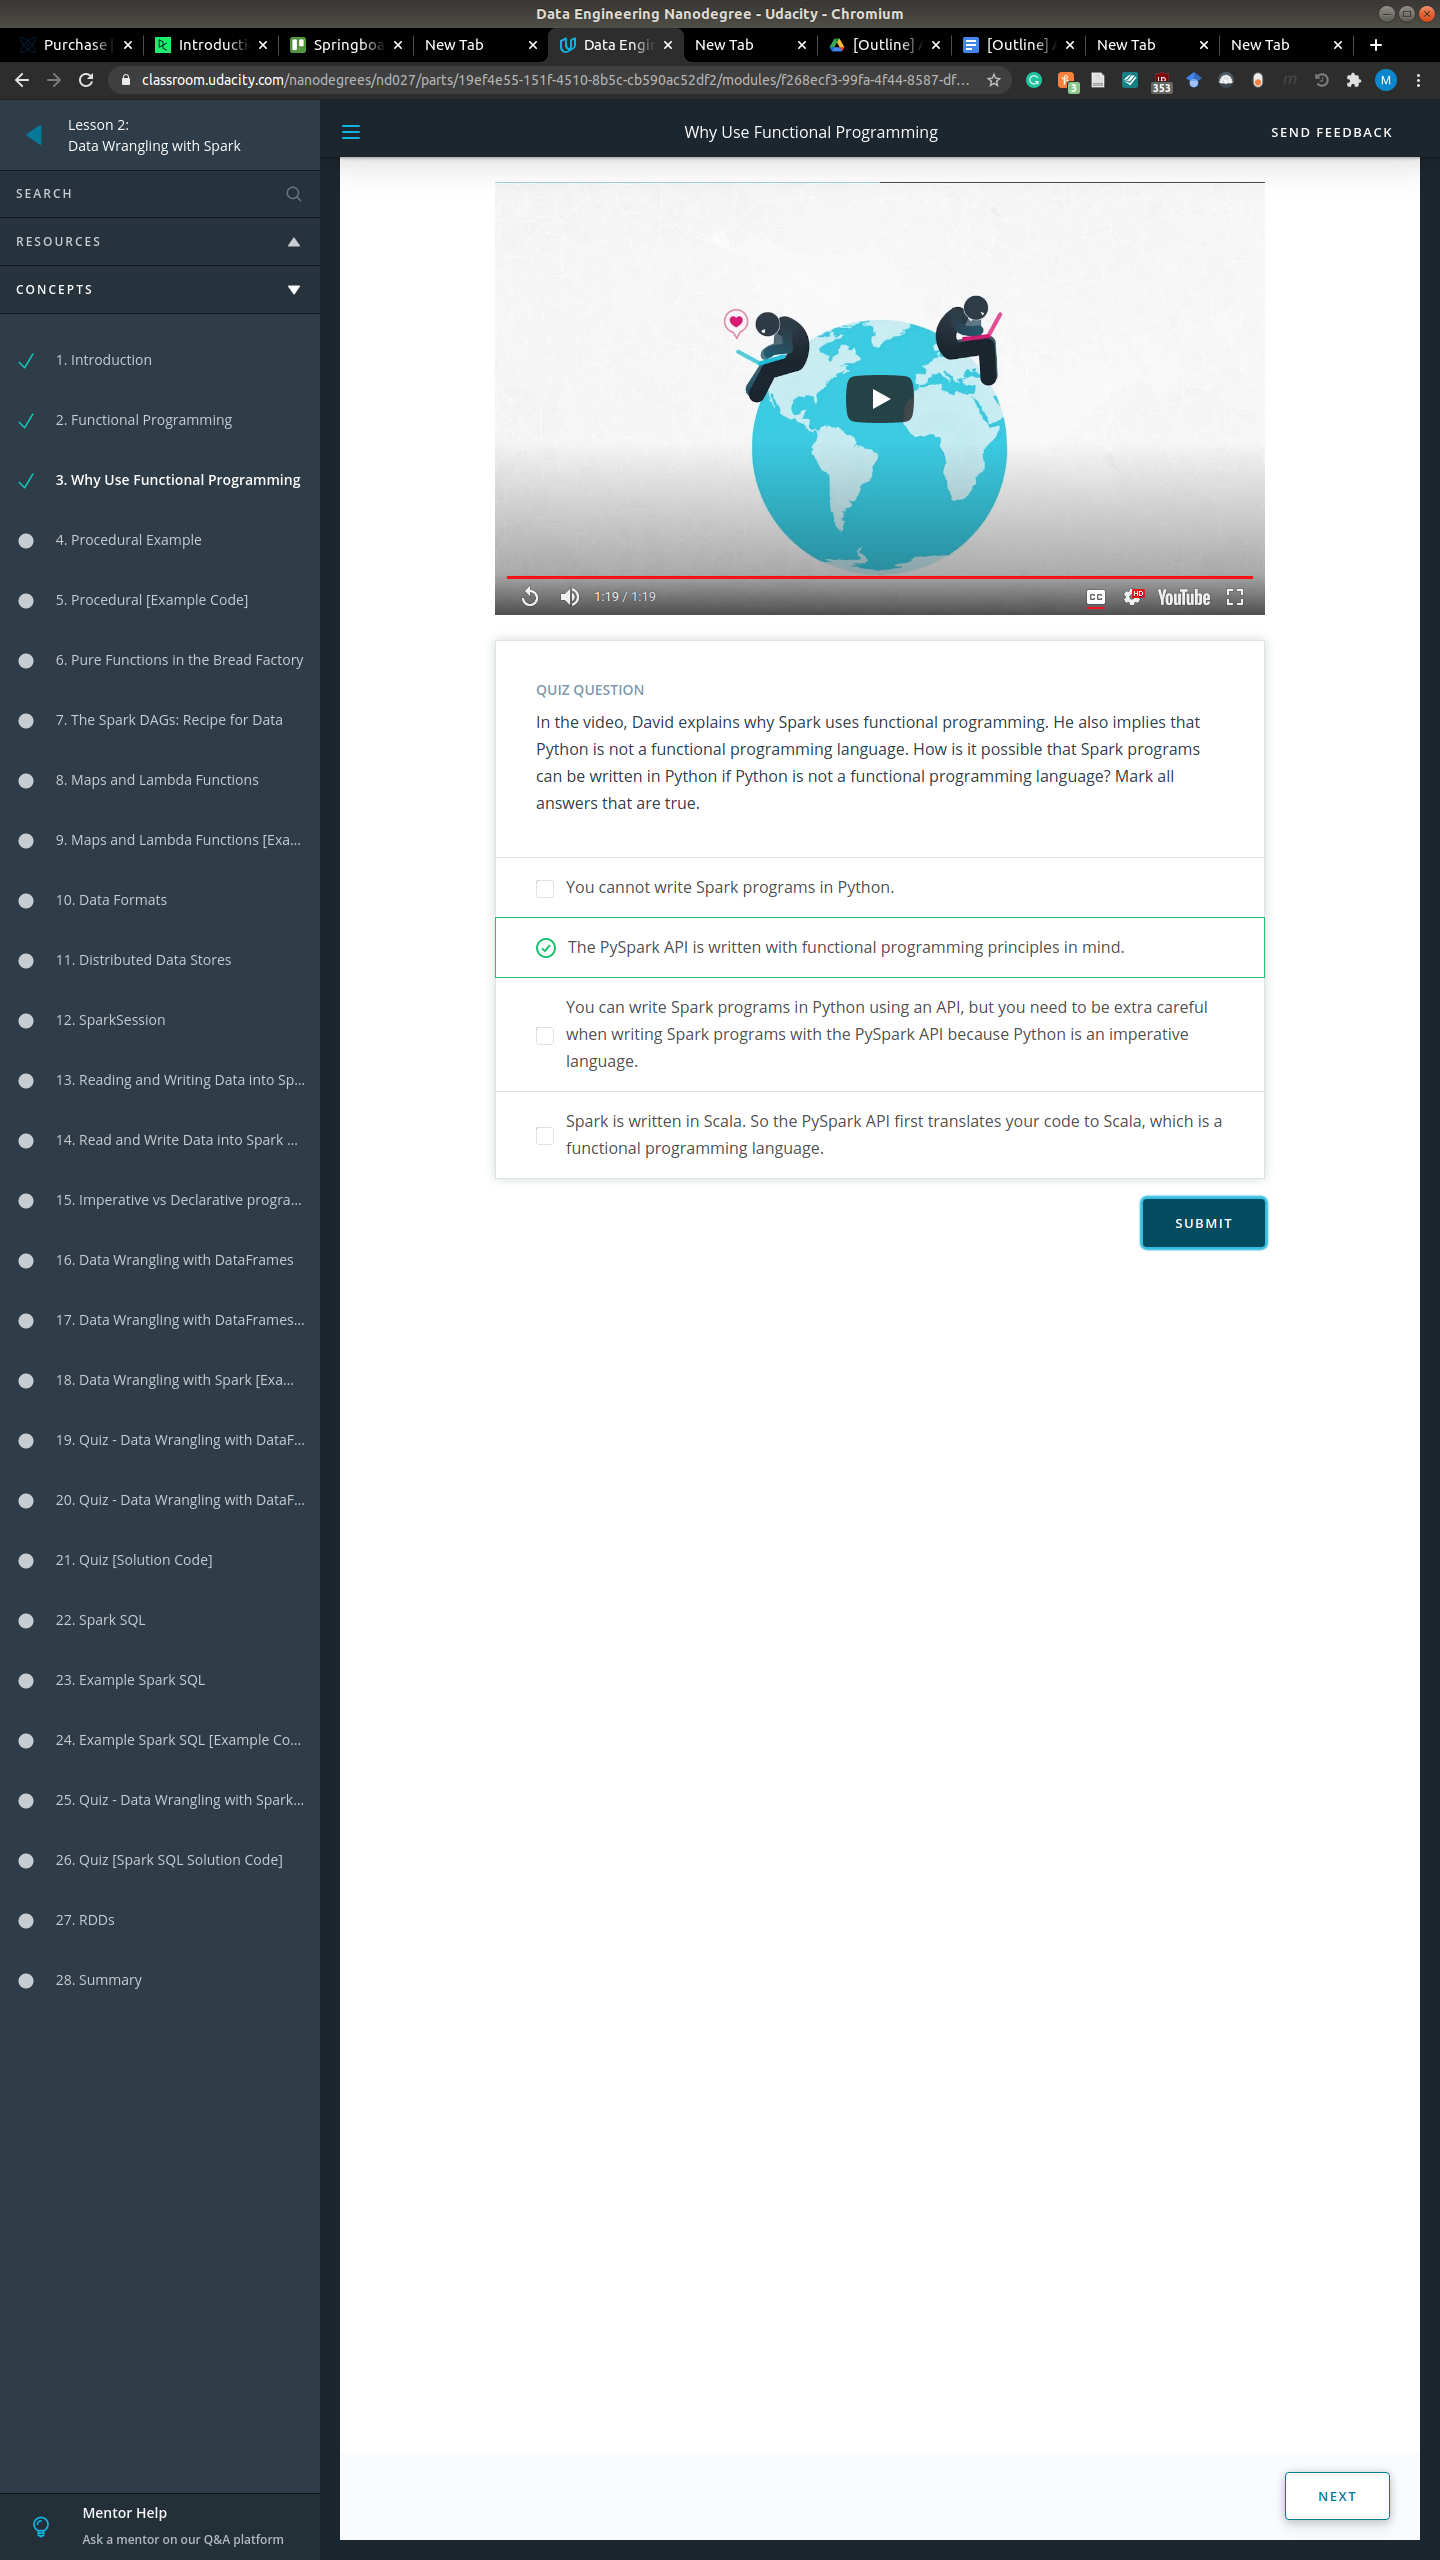 Data Engineering Nanodegree - Udacity - Chromium
Purchase
Introducti
Springboa
New Tab
Data Engi
New Tab
[Outline]
[Outline]
New Tab
New Tab
classroom.udacity.com/nanodegrees/nd027/parts/19ef4e55-151f-4510-8b5c-cb590ac52df2/modules/f268ecf3-99fa-4f44-8587-df...
3
353
M
Lesson 2:
Data Wrangling with Spark
Why Use Functional Programming
SEND FEEDBACK
SEARCH
RESOURCES
CONCEPTS
1. Introduction
2. Functional Programming
3. Why Use Functional Programming
4. Procedural Example
5. Procedural [Example Code]
6. Pure Functions in the Bread Factory
7. The Spark DAGs: Recipe for Data
8. Maps and Lambda Functions
9. Maps and Lambda Functions [Exa...
10. Data Formats
11. Distributed Data Stores
12. SparkSession
13. Reading and Writing Data into Sp...
14. Read and Write Data into Spark ...
15. Imperative vs Declarative progra...
16. Data Wrangling with DataFrames
17. Data Wrangling with DataFrames...
18. Data Wrangling with Spark [Exa...
19. Quiz - Data Wrangling with DataF...
20. Quiz - Data Wrangling with DataF...
21. Quiz [Solution Code]
22. Spark SQL
23. Example Spark SQL
24. Example Spark SQL [Example Co...
25. Quiz - Data Wrangling with Spark...
26. Quiz [Spark SQL Solution Code]
27. RDDs
28. Summary
Mentor Help
Ask a mentor on our Q&A platform
1:19 / 1:19
CC
HD
YouTube
QUIZ QUESTION
In the video, David explains why Spark uses functional programming. He also implies that
Python is not a functional programming language. How is it possible that Spark programs
can be written in Python if Python is not a functional programming language? Mark all
answers that are true.
You cannot write Spark programs in Python.
The PySpark API is written with functional programming principles in mind.
You can write Spark programs in Python using an API, but you need to be extra careful
when writing Spark programs with the PySpark API because Python is an imperative
language.
Spark is written in Scala. So the PySpark API first translates your code to Scala, which is a
functional programming language.
SUBMIT
NEXT